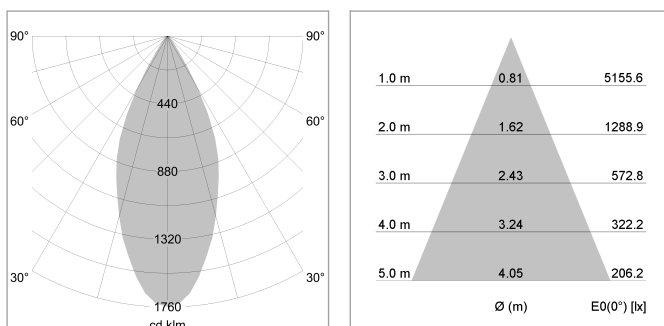 90° 90°
440
60° 60°
880
1320
30° 30°
1760
cd klm
1.0 m 0.81 5155.6
2.0 m 1.62 1288.9
3.0 m 2.43 572.8
4.0 m 3.24 322.2
5.0 m 4.05 206.2
Ø (m) E0(0°) [lx]